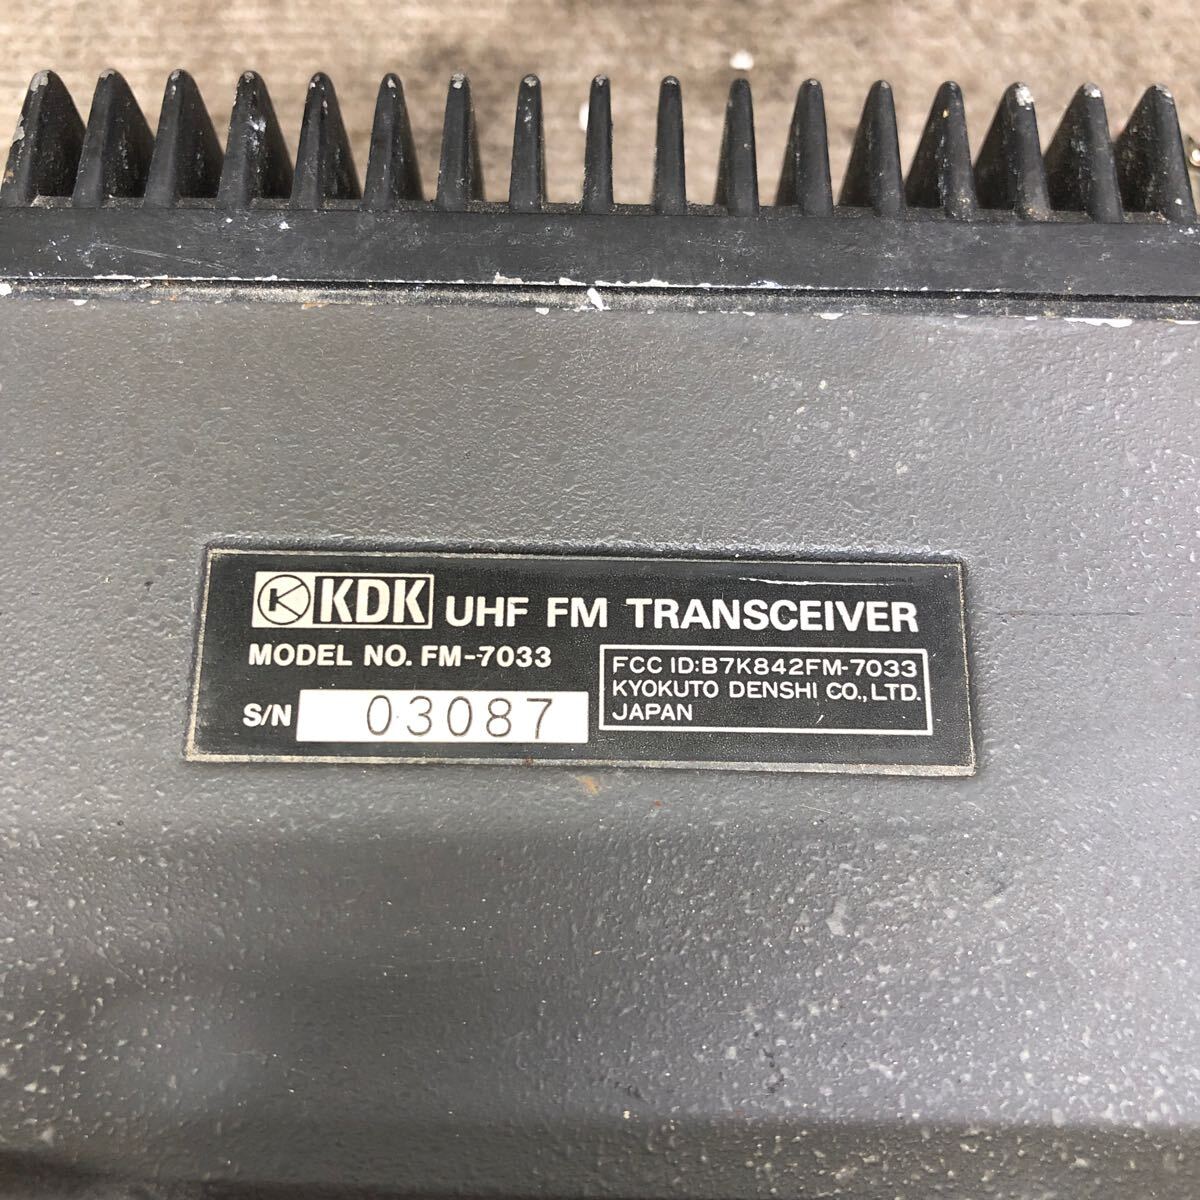 KDK UHF FM TRANSCEIVER
MODEL NO. FM-7033
S/N 03087
FCC ID:B7K842FM-7033
KYOKUTO DENSHI CO., LTD.
JAPAN